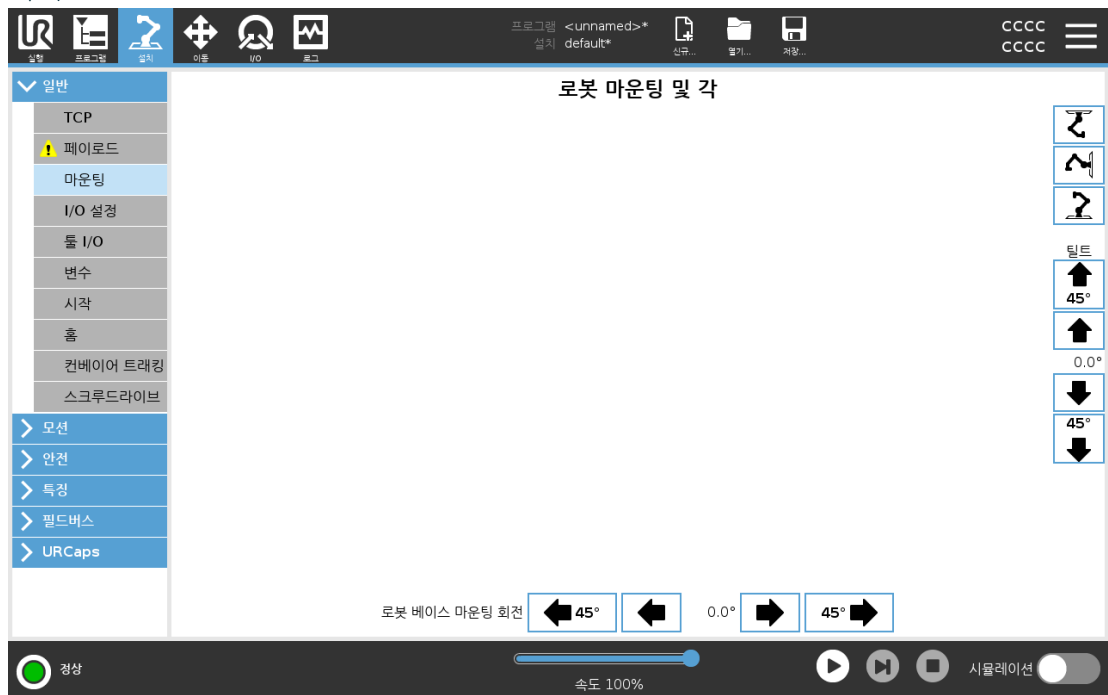 프로그램 <unnamed>*
설치 default*
신규...
열기...
저장...
CCCC
CCCC
실행
프로그램
설치
이동
I/O
로그
일반
로봇 마운팅 및 각
TCP
페이로드
마운팅
I/O 설정
툴 I/O
변수
시작
홈
컨베이어 트래킹
스크루드라이브
모션
안전
특징
필드버스
URCaps
틸트
45°
0.0°
45°
로봇 베이스 마운팅 회전 45° 0.0° 45°
정상
속도 100%
시뮬레이션